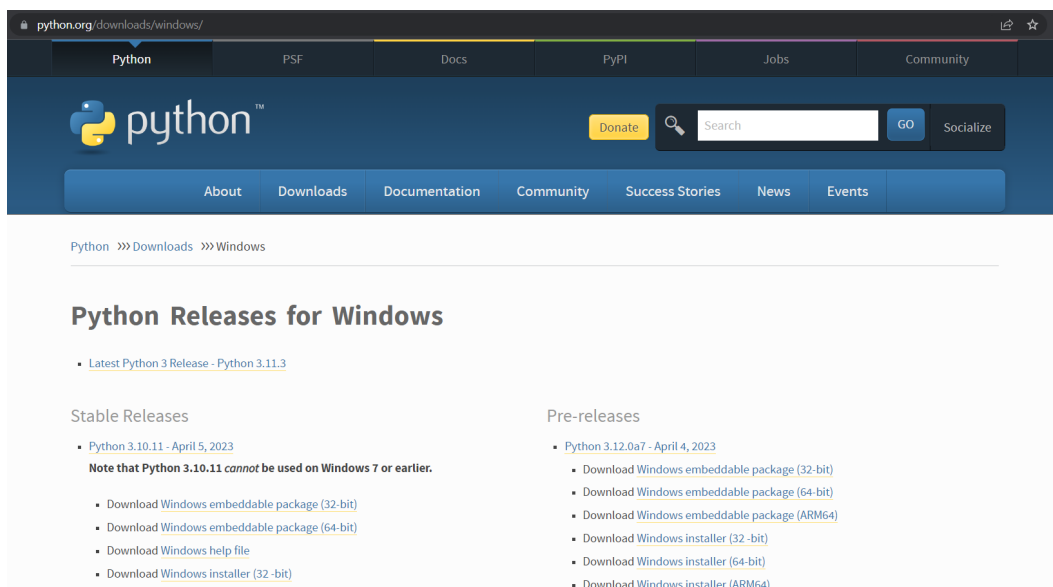 python.org/downloads/windows/
Python PSF Docs PyPI Jobs Community
python™
Donate Search GO Socialize
About Downloads Documentation Community Success Stories News Events
Python >>> Downloads >>> Windows
Python Releases for Windows
Latest Python 3 Release - Python 3.11.3
Stable Releases
Python 3.10.11 - April 5, 2023
Note that Python 3.10.11 cannot be used on Windows 7 or earlier.
Download Windows embeddable package (32-bit)
Download Windows embeddable package (64-bit)
Download Windows help file
Download Windows installer (32 -bit)
Pre-releases
Python 3.12.0a7 - April 4, 2023
Download Windows embeddable package (32-bit)
Download Windows embeddable package (64-bit)
Download Windows embeddable package (ARM64)
Download Windows installer (32 -bit)
Download Windows installer (64-bit)
Download Windows installer (ARM64)